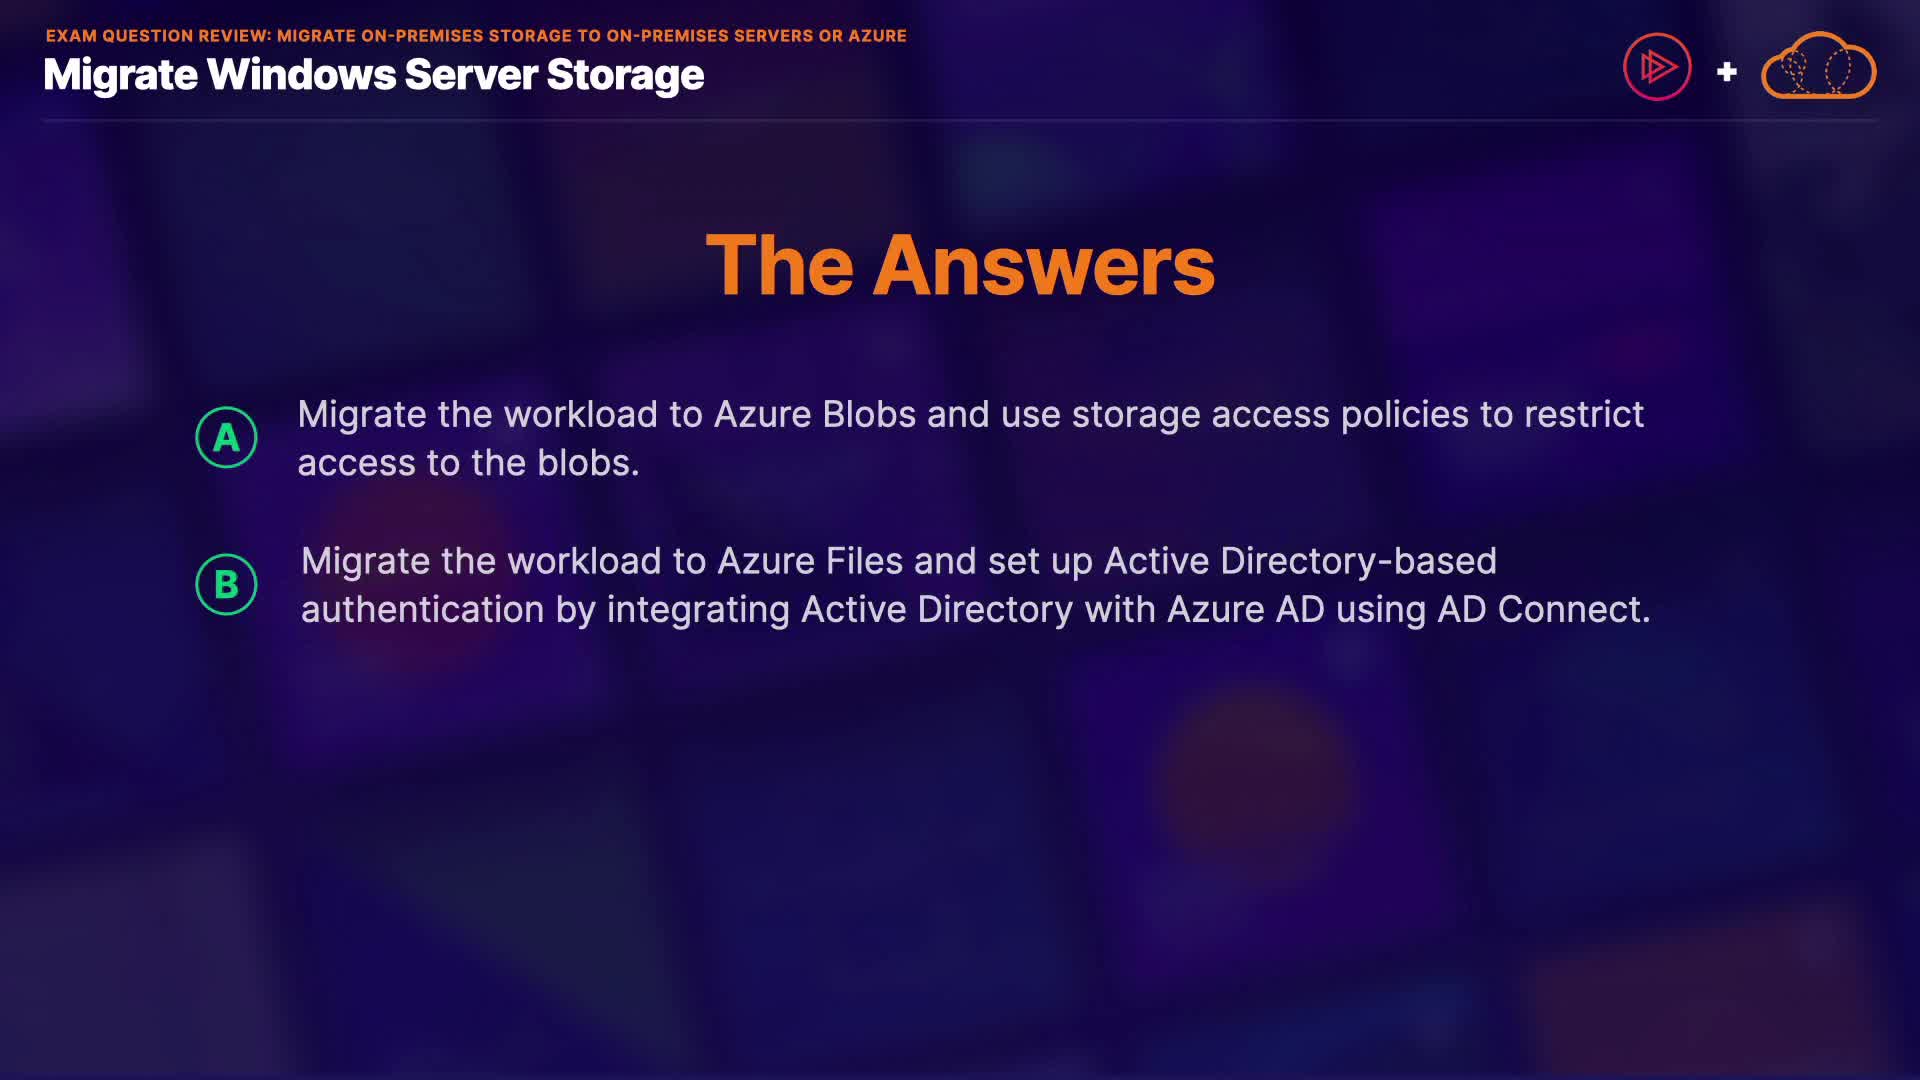 EXAM QUESTION REVIEW: MIGRATE ON-PREMISES STORAGE TO ON-PREMISES SERVERS OR AZURE
Migrate Windows Server Storage
+
The Answers
A
Migrate the workload to Azure Blobs and use storage access policies to restrict
access to the blobs.
B
Migrate the workload to Azure Files and set up Active Directory-based
authentication by integrating Active Directory with Azure AD using AD Connect.